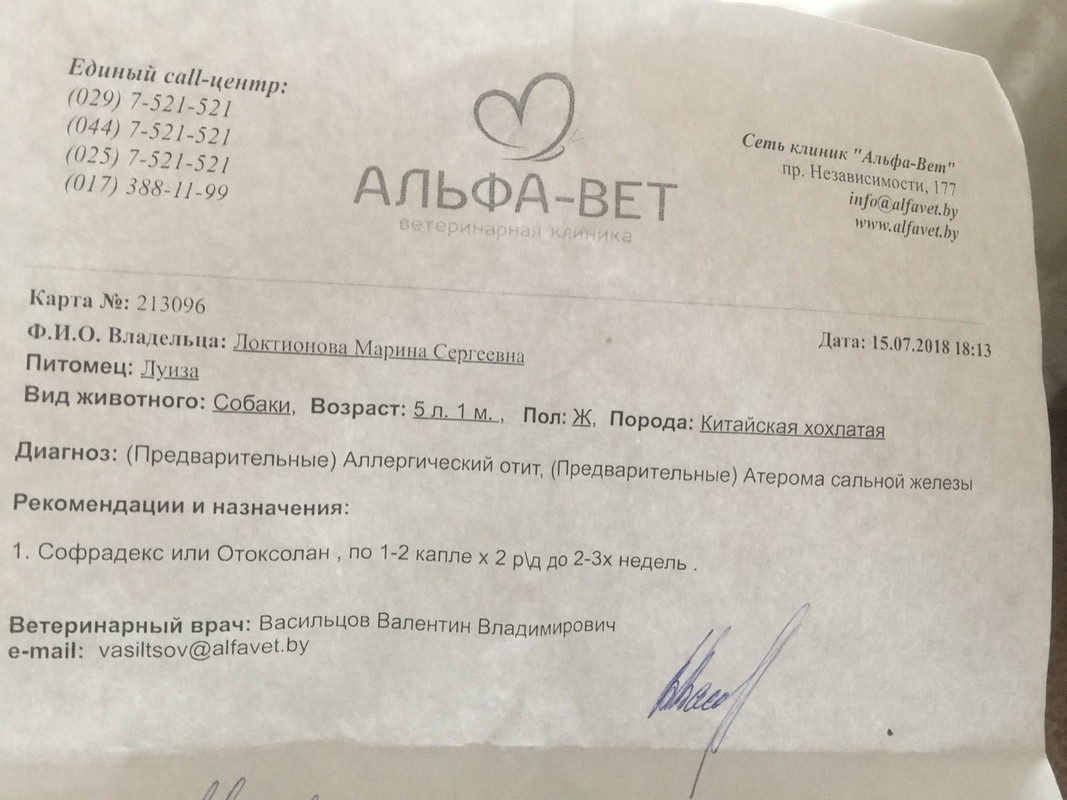 Единый call-центр:
(029) 7-521-521
(044) 7-521-521
(025) 7-521-521
(017) 388-11-99
АЛЬФА-ВЕТ
ветеринарная клиника
Сеть клиник "Альфа-Вет"
пр. Независимости, 177
info@alfavet.by
www.alfavet.by
Карта №: 213096
Дата: 15.07.2018 18:13
Ф.И.О. Владельца: Локтионова Марина Сергеевна
Питомец: Луиза
Вид животного: Собаки, Возраст: 5 л. 1 м. , Пол: Ж, Порода: Китайская хохлатая
Диагноз: (Предварительные) Аллергический отит, (Предварительные) Атерома сальной железы
Рекомендации и назначения:
1. Софрадекс или Отоксолан , по 1-2 капле х 2 р\д до 2-3х недель .
Ветеринарный врач: Васильцов Валентин Владимирович
e-mail: vasiltsov@alfavet.by